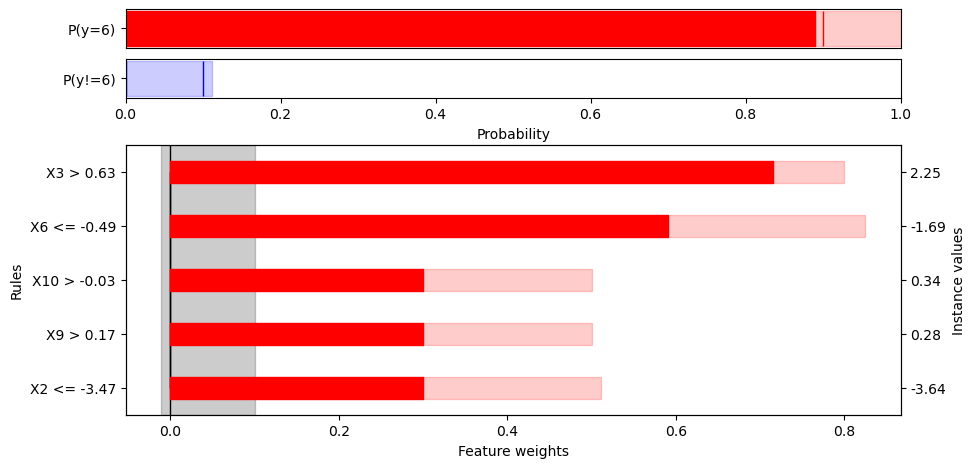 P(y=6)
P(y!=6)
0.0 0.2 0.4 0.6 0.8 1.0
Probability
X3 > 0.63 2.25
X6 <= -0.49 -1.69
X10 > -0.03 0.34
X9 > 0.17 0.28
X2 <= -3.47 -3.64
Rules
Instance values
0.0 0.2 0.4 0.6 0.8
Feature weights